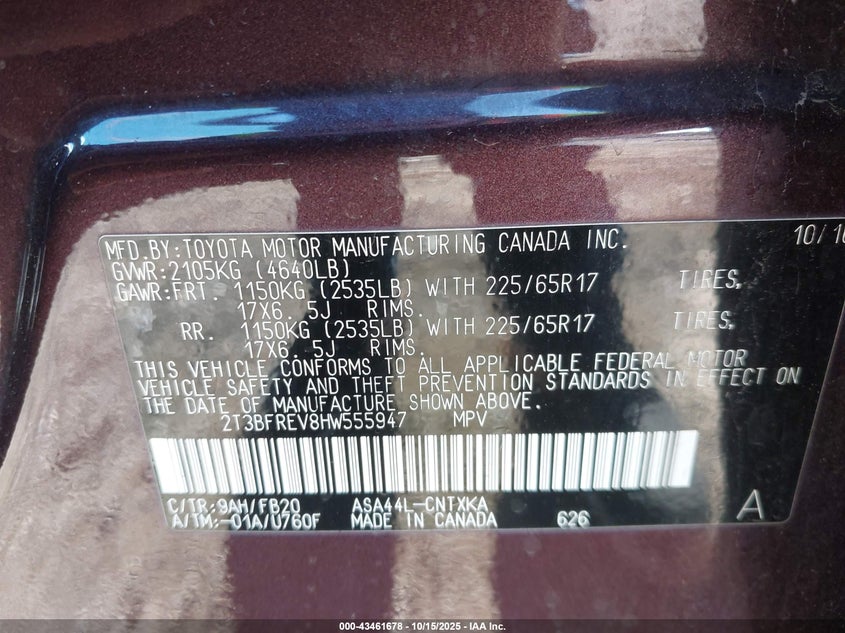 MFD.BY:TOYOTA MOTOR MANUFACTURING CANADA INC. 10/16
GVWR:2105KG (4640LB)
GAWR:FRT. 1150KG (2535LB) WITH 225/65R17 TIRES,
17X6. 5J RIMS.
RR. 1150KG (2535LB) WITH 225/65R17 TIRES,
17X6. 5J RIMS.
THIS VEHICLE CONFORMS TO ALL APPLICABLE FEDERAL MOTOR
VEHICLE SAFETY AND THEFT PREVENTION STANDARDS IN EFFECT ON
THE DATE OF MANUFACTURE SHOWN ABOVE.
2T3BFREV8HW555947 MPV
C/TR:9AH/FB20 ASA44L-CNTXKA
A/TM:-01A/U760F MADE IN CANADA 626 A
000-43461678 - 10/15/2025 - IAA Inc.